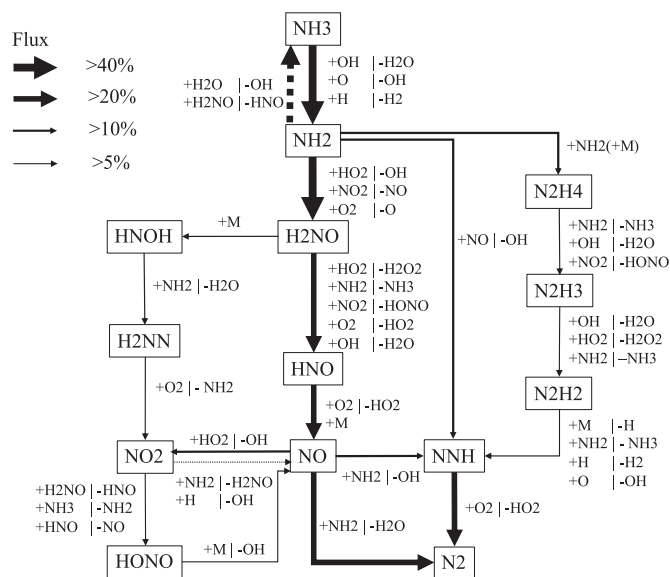 NH3
Flux
>40%
>20%
>10%
>5%
+OH |-H2O
+O |-OH
+H |-H2
+H2O |-OH
+H2NO|-HNO
NH2
+NH2(+M)
+HO2|-OH
+NO2|-NO
+O2 |-O
N2H4
HNOH
+M
H2NO
+NO|-OH
+NH2 |-NH3
+OH |-H2O
+NO2|-HONO
+NH2|-H2O
+HO2|-H2O2
+NH2|-NH3
+NO2|-HONO
+O2 |-HO2
+OH |-H2O
N2H3
H2NN
+OH |-H2O
+HO2|-H2O2
+NH2 |–NH3
HNO
+O2|- NH2
N2H2
+O2|-HO2
+M
+M |-H
+NH2|- NH3
+H |-H2
+O |-OH
NO2
+HO2|-OH
NO
NNH
+NH2|-H2NO
+H |-OH
+NH2|-OH
+H2NO|-HNO
+NH3 |-NH2
+HNO |-NO
+NH2|-H2O
+O2|-HO2
HONO
+M|-OH
N2